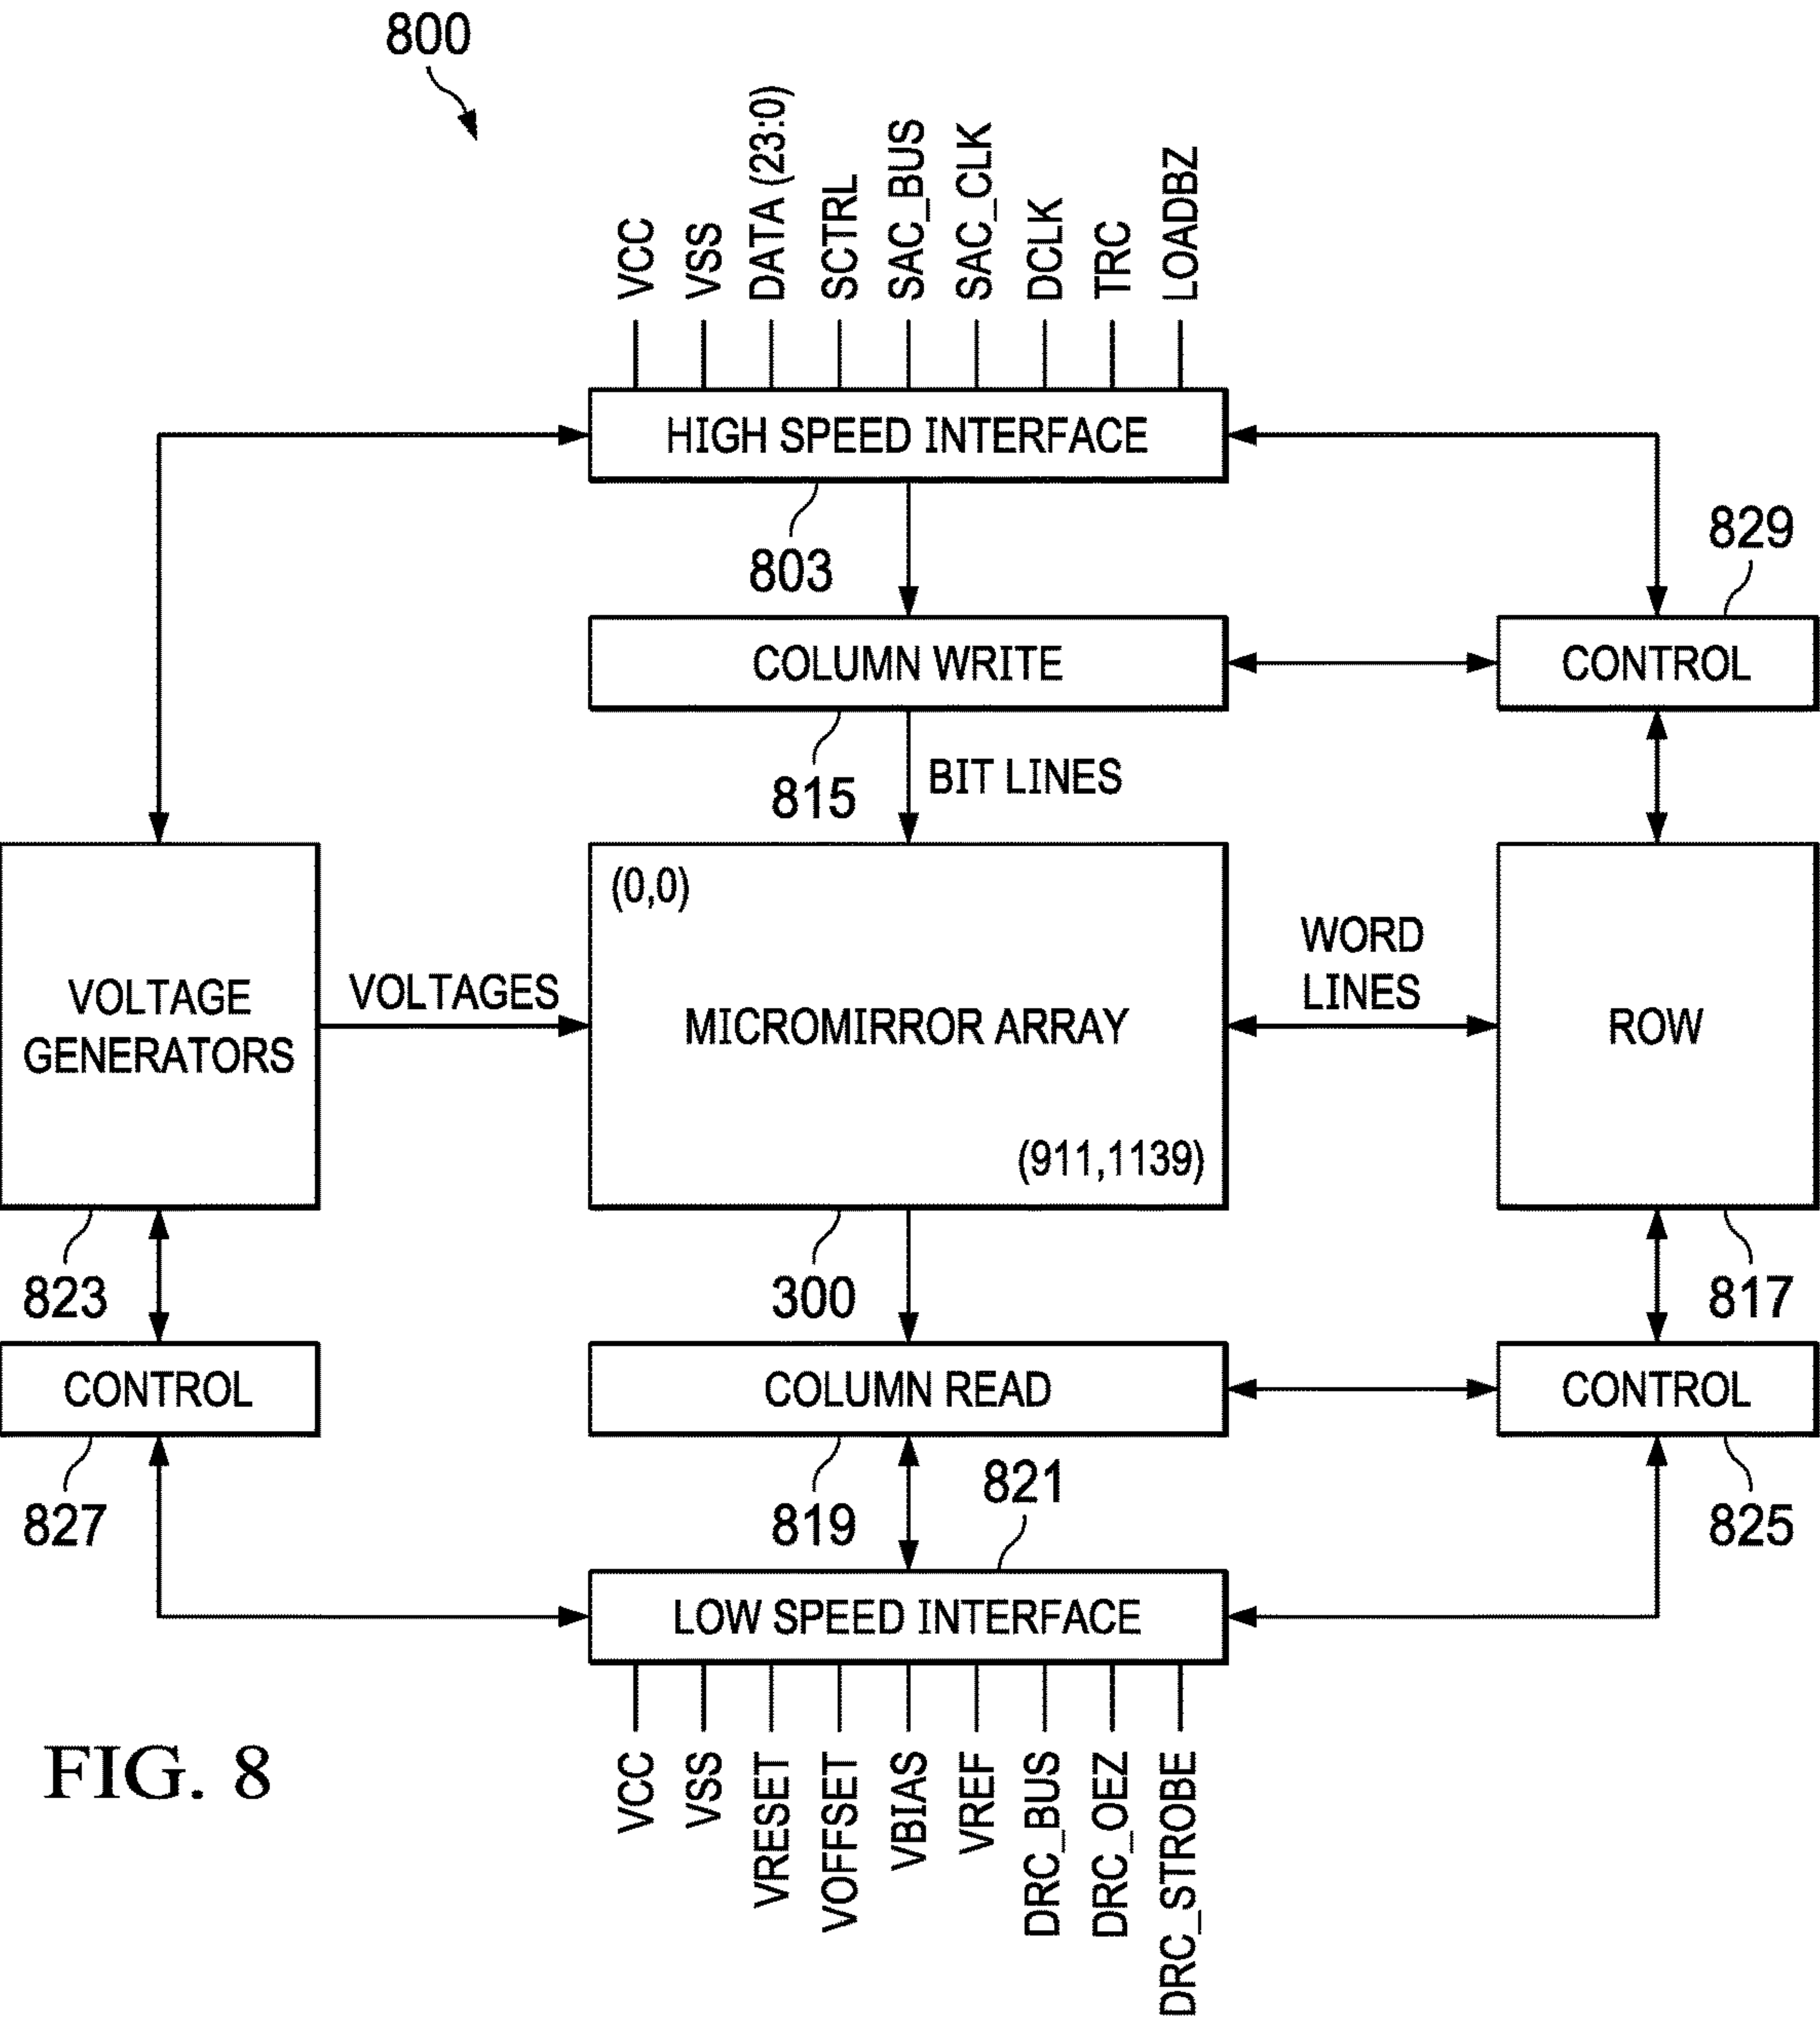 800
VCC
VSS
DATA (23:0)
SCTRL
SAC_BUS
SAC_CLK
DCLK
TRC
LOADBZ
HIGH SPEED INTERFACE
803
829
COLUMN WRITE
CONTROL
815
BIT LINES
(0,0)
VOLTAGE
GENERATORS
VOLTAGES
MICROMIRROR ARRAY
WORD
LINES
ROW
(911,1139)
823
300
817
CONTROL
COLUMN READ
CONTROL
827
819
821
825
LOW SPEED INTERFACE
VCC
VSS
VRESET
VOFFSET
VBIAS
VREF
DRC_BUS
DRC_OEZ
DRC_STROBE
FIG. 8